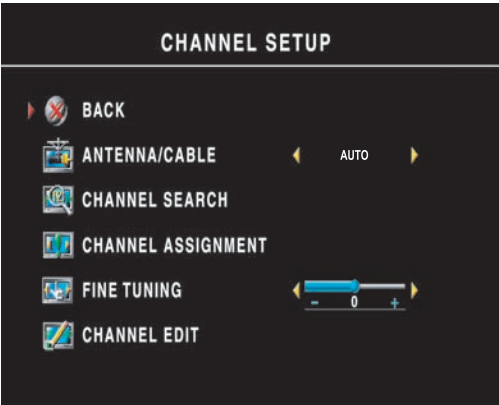 CHANNEL SETUP
BACK
ANTENNA/CABLE AUTO
CHANNEL SEARCH
CHANNEL ASSIGNMENT
FINE TUNING - 0 +
CHANNEL EDIT